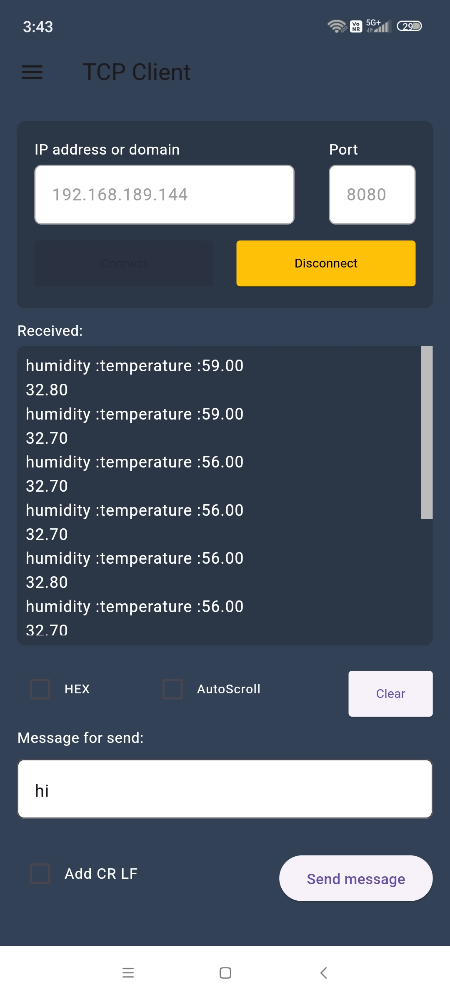 3:43
Vo NR
5G+
29
TCP Client
IP address or domain
Port
192.168.189.144
8080
Connect
Disconnect
Received:
humidity :temperature :59.00
32.80
humidity :temperature :59.00
32.70
humidity :temperature :56.00
32.70
humidity :temperature :56.00
32.70
humidity :temperature :56.00
32.80
humidity :temperature :56.00
32.70
HEX
AutoScroll
Clear
Message for send:
hi
Add CR LF
Send message